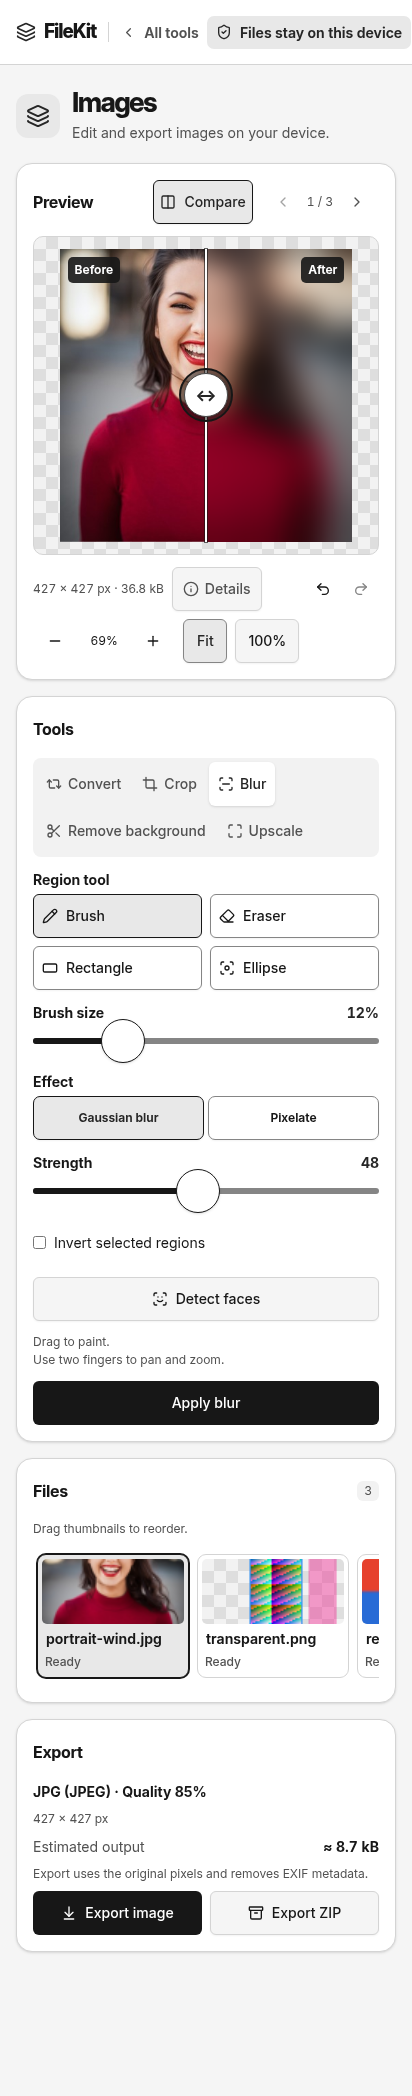 FileKit
All tools
Files stay on this device
Images
Edit and export images on your device.
Preview
Compare
1 / 3
Before
After
427 × 427 px · 36.8 kB
Details
69%
Fit
100%
Tools
Convert
Crop
Blur
Remove background
Upscale
Region tool
Brush
Eraser
Rectangle
Ellipse
Brush size
12%
Effect
Gaussian blur
Pixelate
Strength
48
Invert selected regions
Detect faces
Drag to paint.
Use two fingers to pan and zoom.
Apply blur
Files
3
Drag thumbnails to reorder.
portrait-wind.jpg
Ready
transparent.png
Ready
re
Re
Export
JPG (JPEG) · Quality 85%
427 × 427 px
Estimated output
≈ 8.7 kB
Export uses the original pixels and removes EXIF metadata.
Export image
Export ZIP